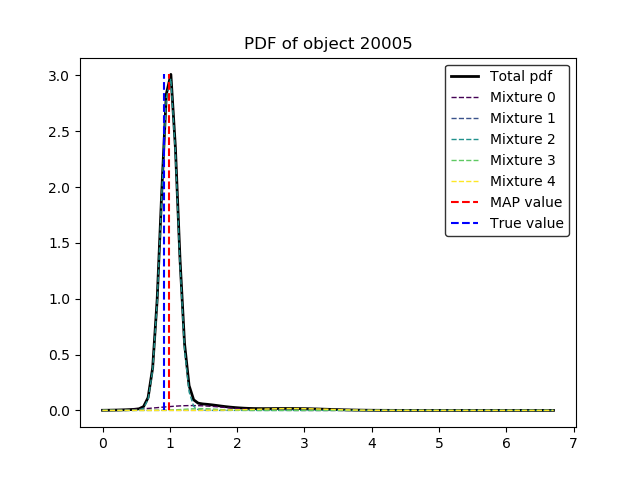 PDF of object 20005
Total pdf
Mixture 0
Mixture 1
Mixture 2
Mixture 3
Mixture 4
MAP value
True value
3.0
2.5
2.0
1.5
1.0
0.5
0.0
0 1 2 3 4 5 6 7